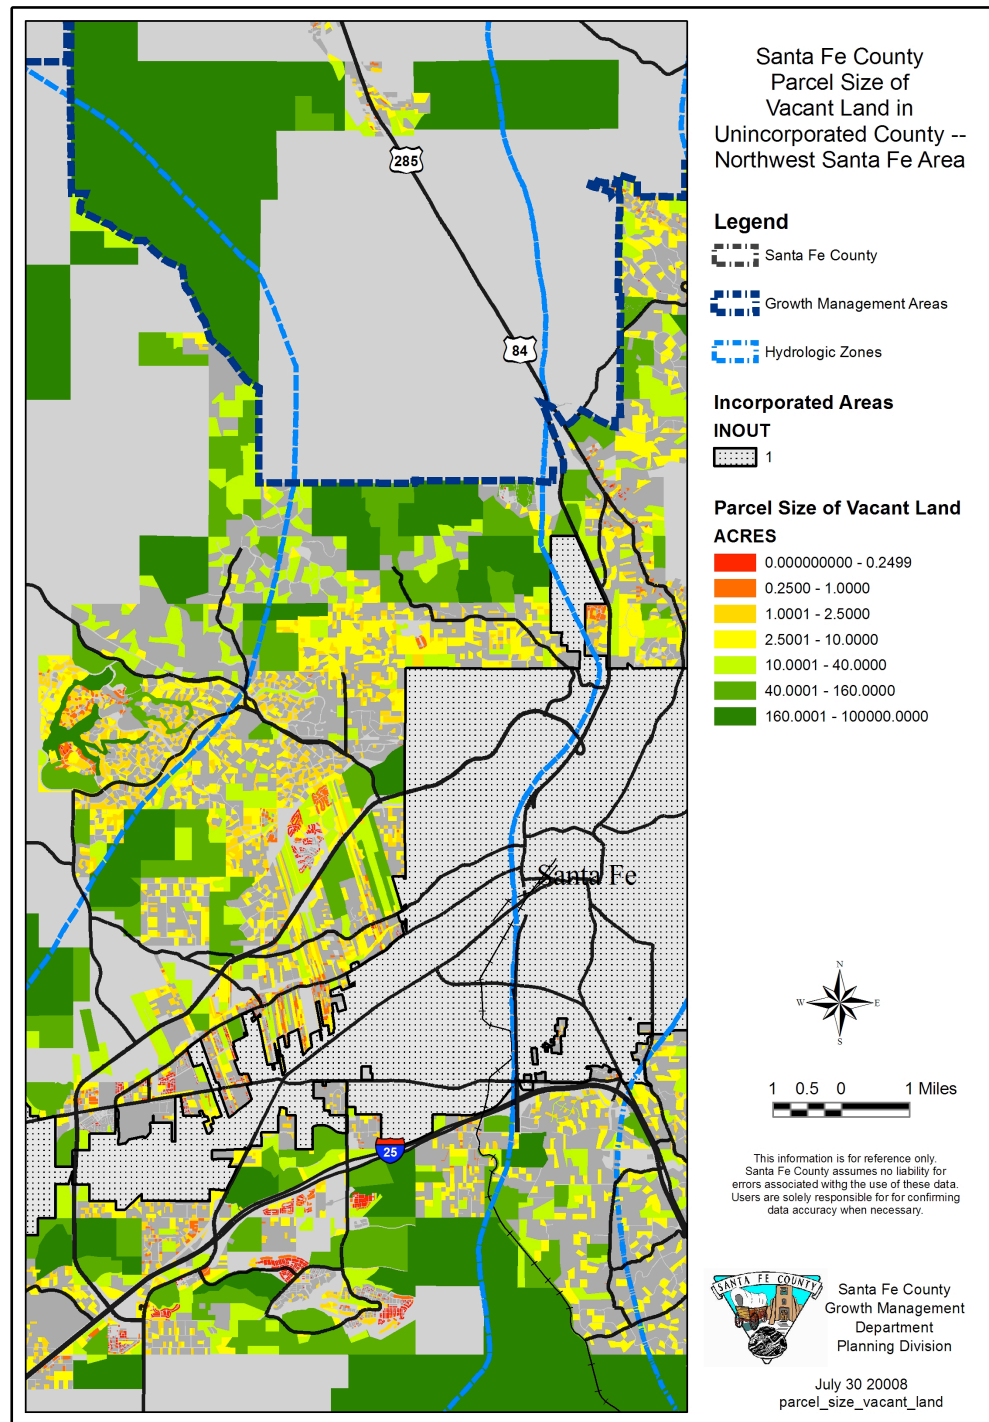 Santa Fe County
Parcel Size of
Vacant Land in
Unincorporated County --
Northwest Santa Fe Area
Legend
Santa Fe County
Growth Management Areas
Hydrologic Zones
Incorporated Areas
INOUT
1
Parcel Size of Vacant Land
ACRES
0.000000000 - 0.2499
0.2500 - 1.0000
1.0001 - 2.5000
2.5001 - 10.0000
10.0001 - 40.0000
40.0001 - 160.0000
160.0001 - 100000.0000
285
84
Santa Fe
25
N
W E
S
1 0.5 0 1 Miles
This information is for reference only.
Santa Fe County assumes no liability for
errors associated withg the use of these data.
Users are solely responsible for for confirming
data accuracy when necessary.
SANTA FE COUNTY
Santa Fe County
Growth Management
Department
Planning Division
July 30 20008
parcel_size_vacant_land